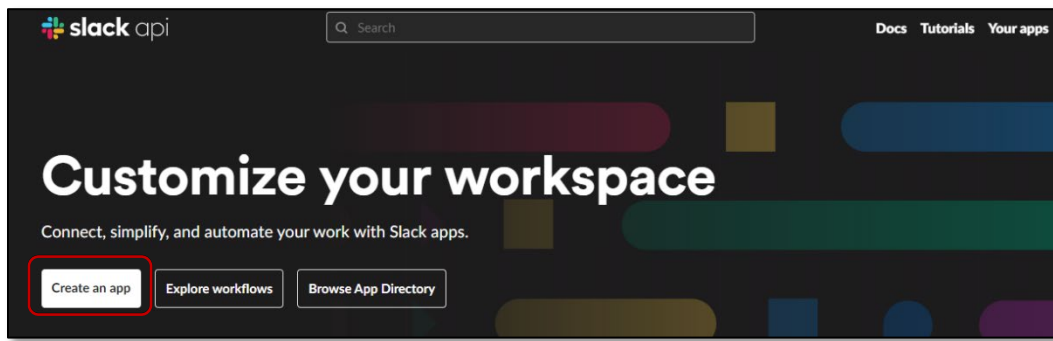 slack api
Search
Docs Tutorials Your apps
Customize your workspace
Connect, simplify, and automate your work with Slack apps.
Create an app Explore workflows Browse App Directory